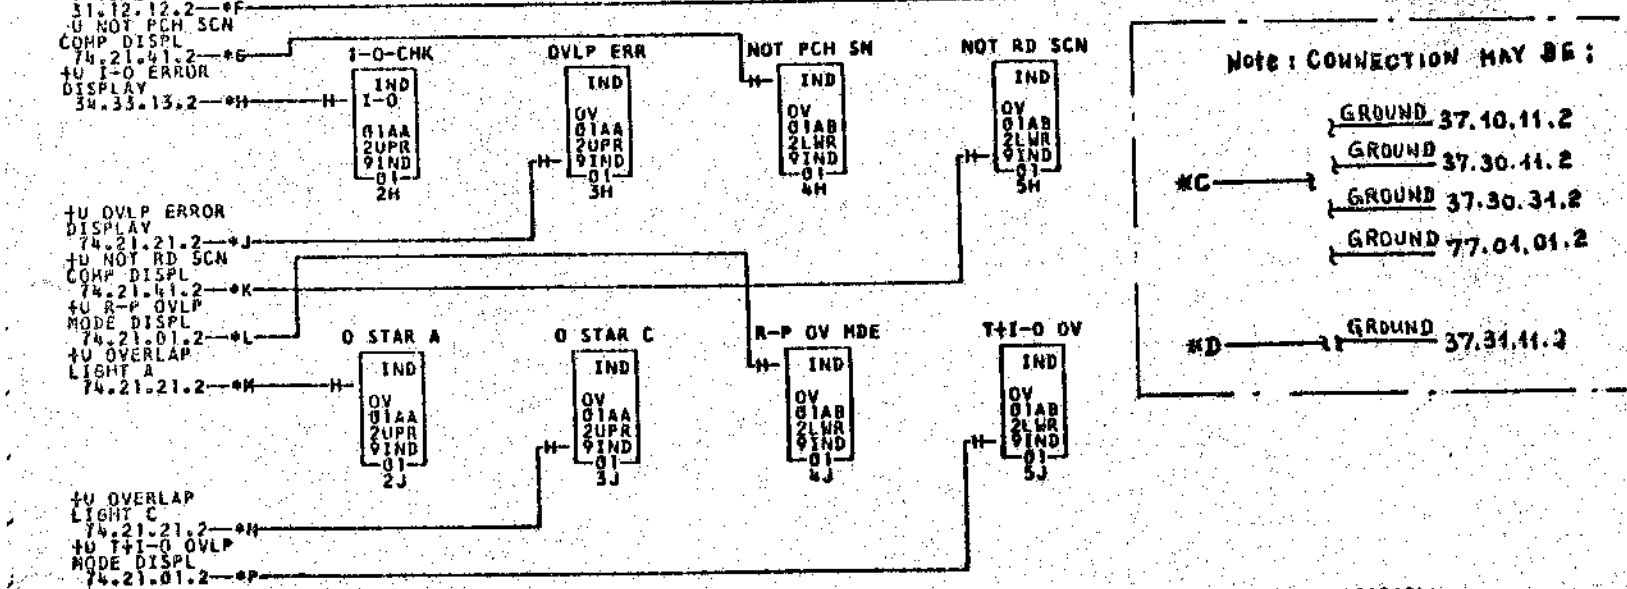 31.12.12.2—*F
U NOT PCH SCN
COMP DISPL
74.21.41.2—*G
+U I-O ERROR
DISPLAY
34.33.13.2—*H
I-O-CHK
IND
I-O
01AA
2UPR
9IND
01
2H
OVLP ERR
IND
OV
01AA
2UPR
9IND
01
3H
NOT PCH SN
IND
OV
01AB
2LWR
9IND
01
4H
NOT RD SCN
IND
OV
01AB
2LWR
9IND
01
5H
+U OVLP ERROR
DISPLAY
74.21.21.2—*J
+U NOT RD SCN
COMP DISPL
74.21.41.2—*K
+U R-P OVLP
MODE DISPL
74.21.01.2—*L
+U OVERLAP
LIGHT A
74.21.21.2—*M
O STAR A
IND
OV
01AA
2UPR
9IND
01
2J
O STAR C
IND
OV
01AA
2UPR
9IND
01
3J
R-P OV MDE
IND
OV
01AB
2LWR
9IND
01
4J
T+I-O OV
IND
OV
01AB
2LWR
9IND
01
5J
+U OVERLAP
LIGHT C
74.21.21.2—*N
+U T+I-O OVLP
MODE DISPL
74.21.01.2—*P
Note: CONNECTION MAY BE:
*C
GROUND 37.10.11.2
GROUND 37.30.11.2
GROUND 37.30.31.2
GROUND 77.01.01.2
*D GROUND 37.31.11.2